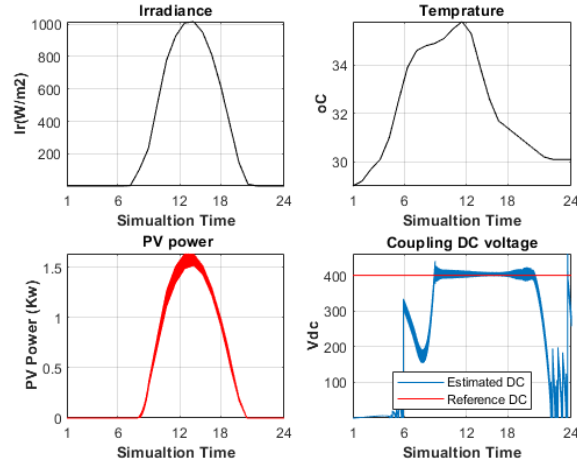 Irradiance
Ir(W/m2)
1000
800
600
400
200
1 6 12 18 24
Simualtion Time
Temprature
oC
34
32
30
1 6 12 18 24
Simualtion Time
PV power
PV Power (Kw)
1.5
1
0.5
0
1 6 12 18 24
Simualtion Time
Coupling DC voltage
Vdc
400
300
200
100
Estimated DC
Reference DC
1 6 12 18 24
Simualtion Time